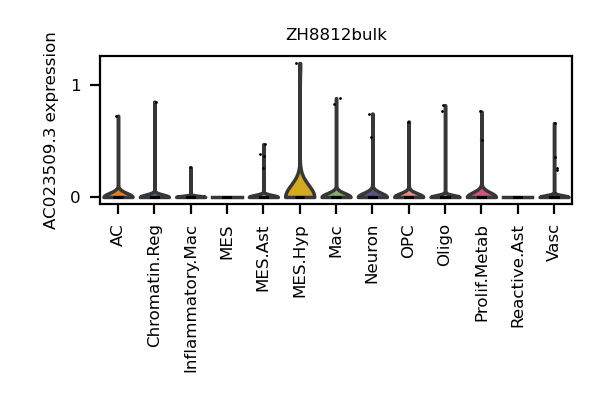 ZH8812bulk
AC023509.3 expression
1
0
AC
Chromatin.Reg
Inflammatory.Mac
MES
MES.Ast
MES.Hyp
Mac
Neuron
OPC
Oligo
Prolif.Metab
Reactive.Ast
Vasc